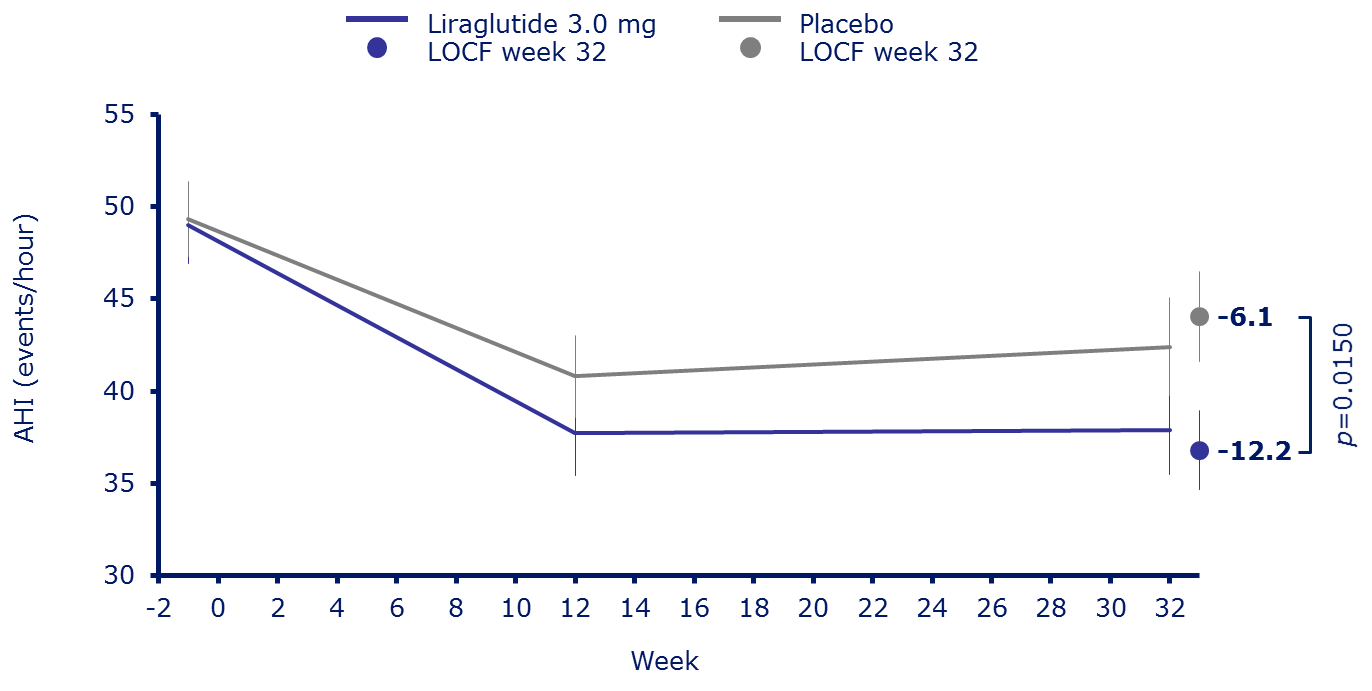 Liraglutide 3.0 mg
LOCF week 32
Placebo
LOCF week 32
AHI (events/hour)
55
50
45
40
35
30
-2 0 2 4 6 8 10 12 14 16 18 20 22 24 26 28 30 32
Week
-6.1
-12.2
p=0.0150